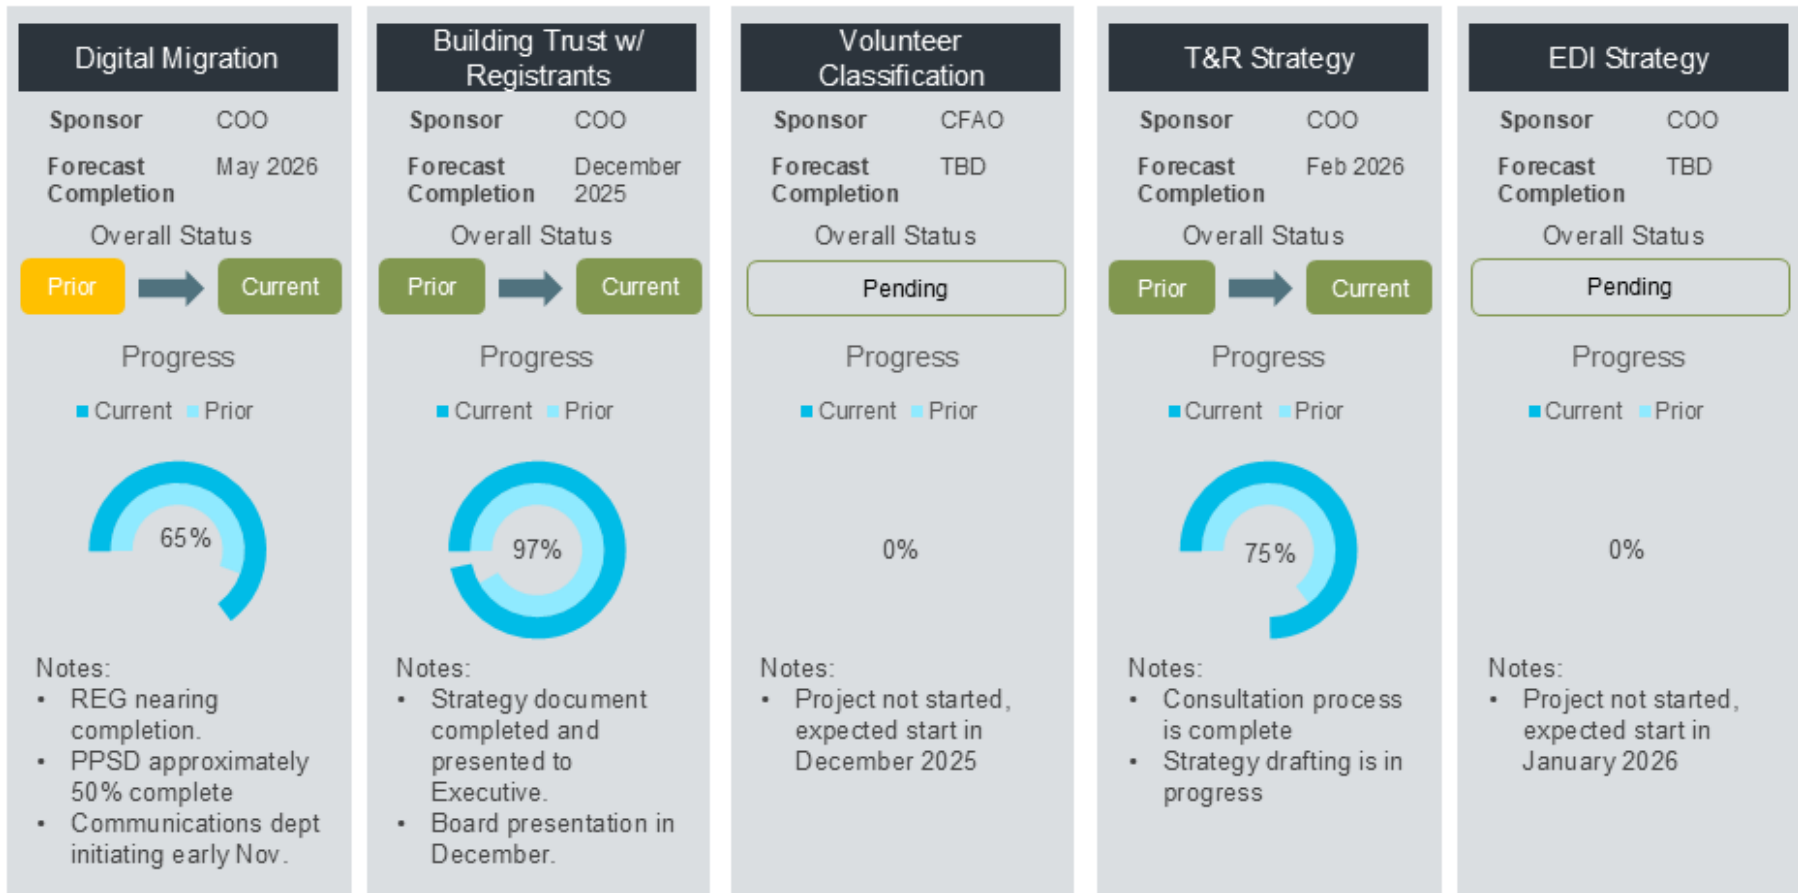 Digital Migration
Sponsor COO
Forecast May 2026
Completion
Overall Status
Prior Current
Progress
Current Prior
65%
Notes:
• REG nearing
completion.
• PPSD approximately
50% complete
• Communications dept
initiating early Nov.
Building Trust w/
Registrants
Sponsor COO
Forecast December
Completion 2025
Overall Status
Prior Current
Progress
Current Prior
97%
Notes:
• Strategy document
completed and
presented to
Executive.
• Board presentation in
December.
Volunteer
Classification
Sponsor CFAO
Forecast TBD
Completion
Overall Status
Pending
Progress
Current Prior
0%
Notes:
• Project not started,
expected start in
December 2025
T&R Strategy
Sponsor COO
Forecast Feb 2026
Completion
Overall Status
Prior Current
Progress
Current Prior
75%
Notes:
• Consultation process
is complete
• Strategy drafting is in
progress
EDI Strategy
Sponsor COO
Forecast TBD
Completion
Overall Status
Pending
Progress
Current Prior
0%
Notes:
• Project not started,
expected start in
January 2026